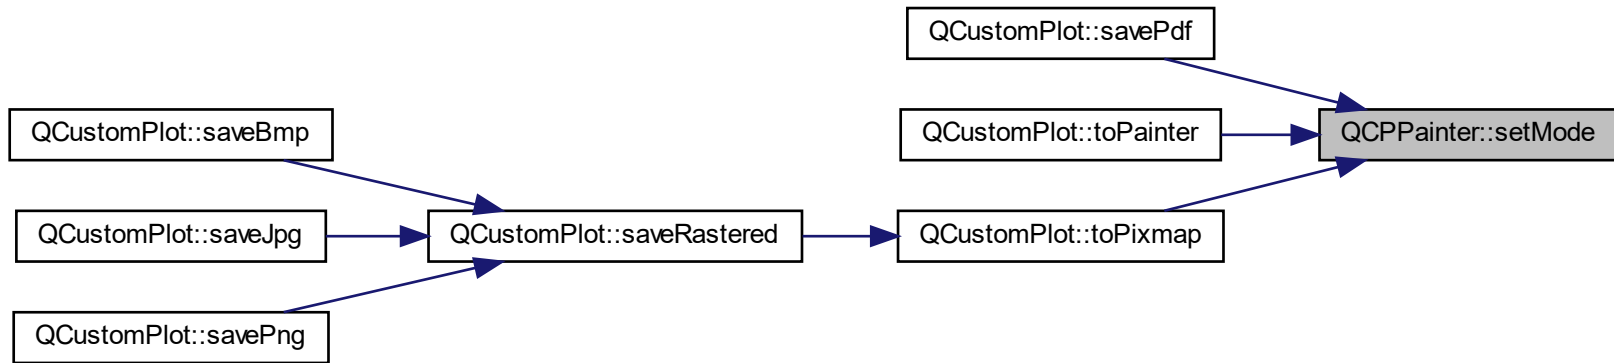 QCustomPlot::savePdf
QCustomPlot::saveBmp
QCustomPlot::toPainter
QCPPainter::setMode
QCustomPlot::saveJpg
QCustomPlot::saveRastered
QCustomPlot::toPixmap
QCustomPlot::savePng